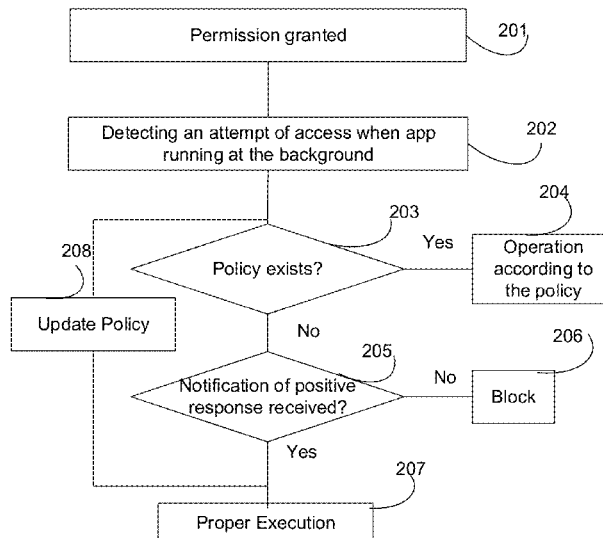 Permission granted
201
Detecting an attempt of access when app
running at the background
202
203
204
Policy exists?
Yes
Operation
according to
the policy
208
Update Policy
No
205
206
Notification of positive
response received?
No
Block
Yes
207
Proper Execution